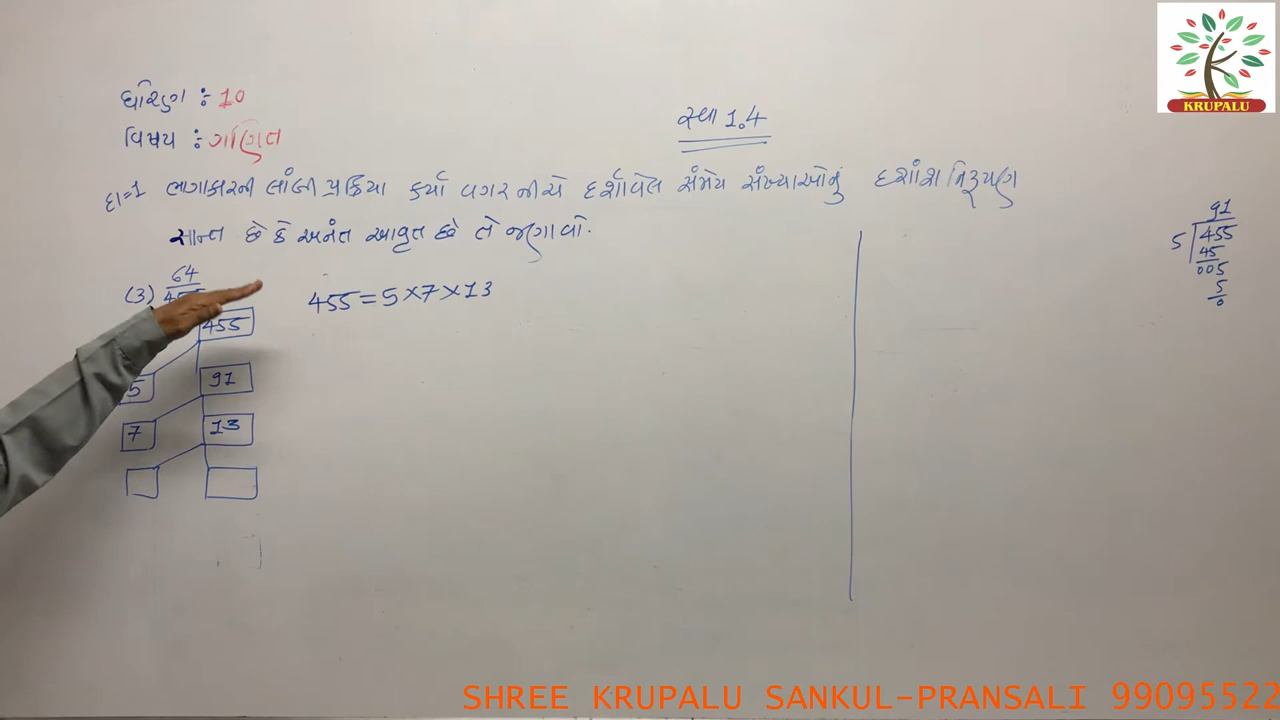 KRUPALU
ધોરણ : 10
વિષય : ગણિત
સ્વા 1.4
દા=1 ભાગાકારની લાંબી પ્રક્રિયા કર્યા વગર નીચે દર્શાવેલ સંમેય સંખ્યાઓનું દશાંશ નિરૂપણ
સાન્ત છે કે અનંત આવૃત છે તે જણાવો.
(3) 64
455 = 5×7×13
455
5 91
7 13
91
5 455
45
005
5
0
SHREE KRUPALU SANKUL-PRANSALI 99095522